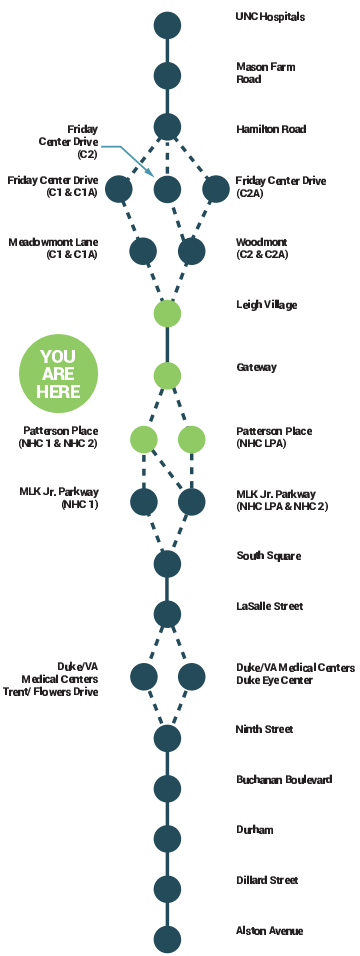 UNC Hospitals
Mason Farm
Road
Hamilton Road
Friday
Center Drive
(C2)
Friday Center Drive
(C1 & C1A)
Friday Center Drive
(C2A)
Meadowmont Lane
(C1 & C1A)
Woodmont
(C2 & C2A)
Leigh Village
YOU
ARE
HERE
Gateway
Patterson Place
(NHC 1 & NHC 2)
Patterson Place
(NHC LPA)
MLK Jr. Parkway
(NHC 1)
MLK Jr. Parkway
(NHC LPA & NHC 2)
South Square
LaSalle Street
Duke/VA
Medical Centers
Trent/ Flowers Drive
Duke/VA Medical Centers
Duke Eye Center
Ninth Street
Buchanan Boulevard
Durham
Dillard Street
Alston Avenue